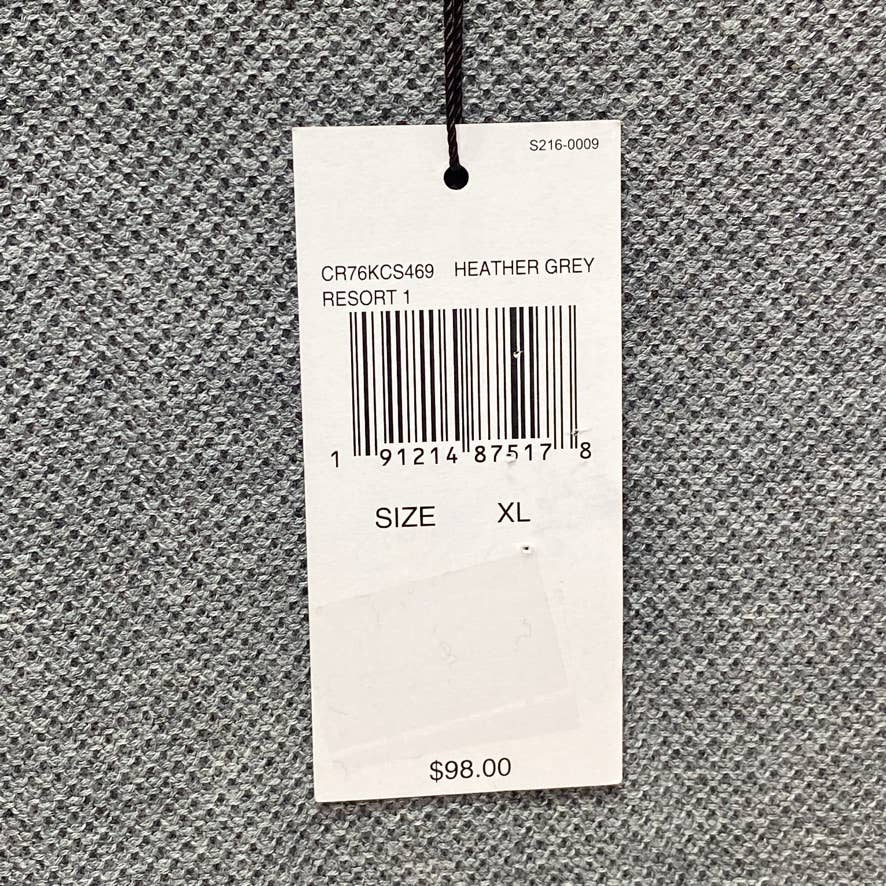 S216-0009
CR76KCS469 HEATHER GREY
RESORT 1
1 91214 87517 8
SIZE XL
$98.00